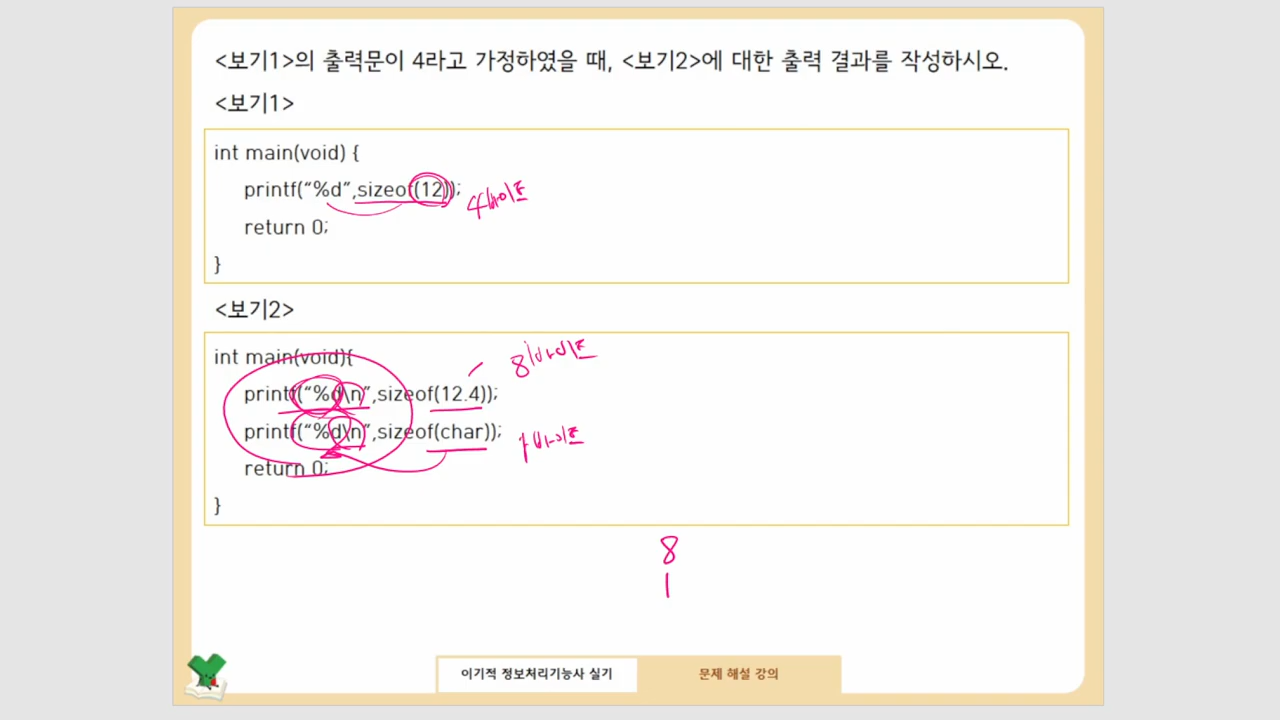 <보기1>의 출력문이 4라고 가정하였을 때, <보기2>에 대한 출력 결과를 작성하시오.
<보기1>
int main(void) {
printf(“%d”,sizeof(12));
4바이트
return 0;
}
<보기2>
int main(void){
8바이트
printf(“%d\n”,sizeof(12.4));
printf(“%d\n”,sizeof(char));
1바이트
return 0;
}
8
1
이기적 정보처리기능사 실기
문제 해설 강의